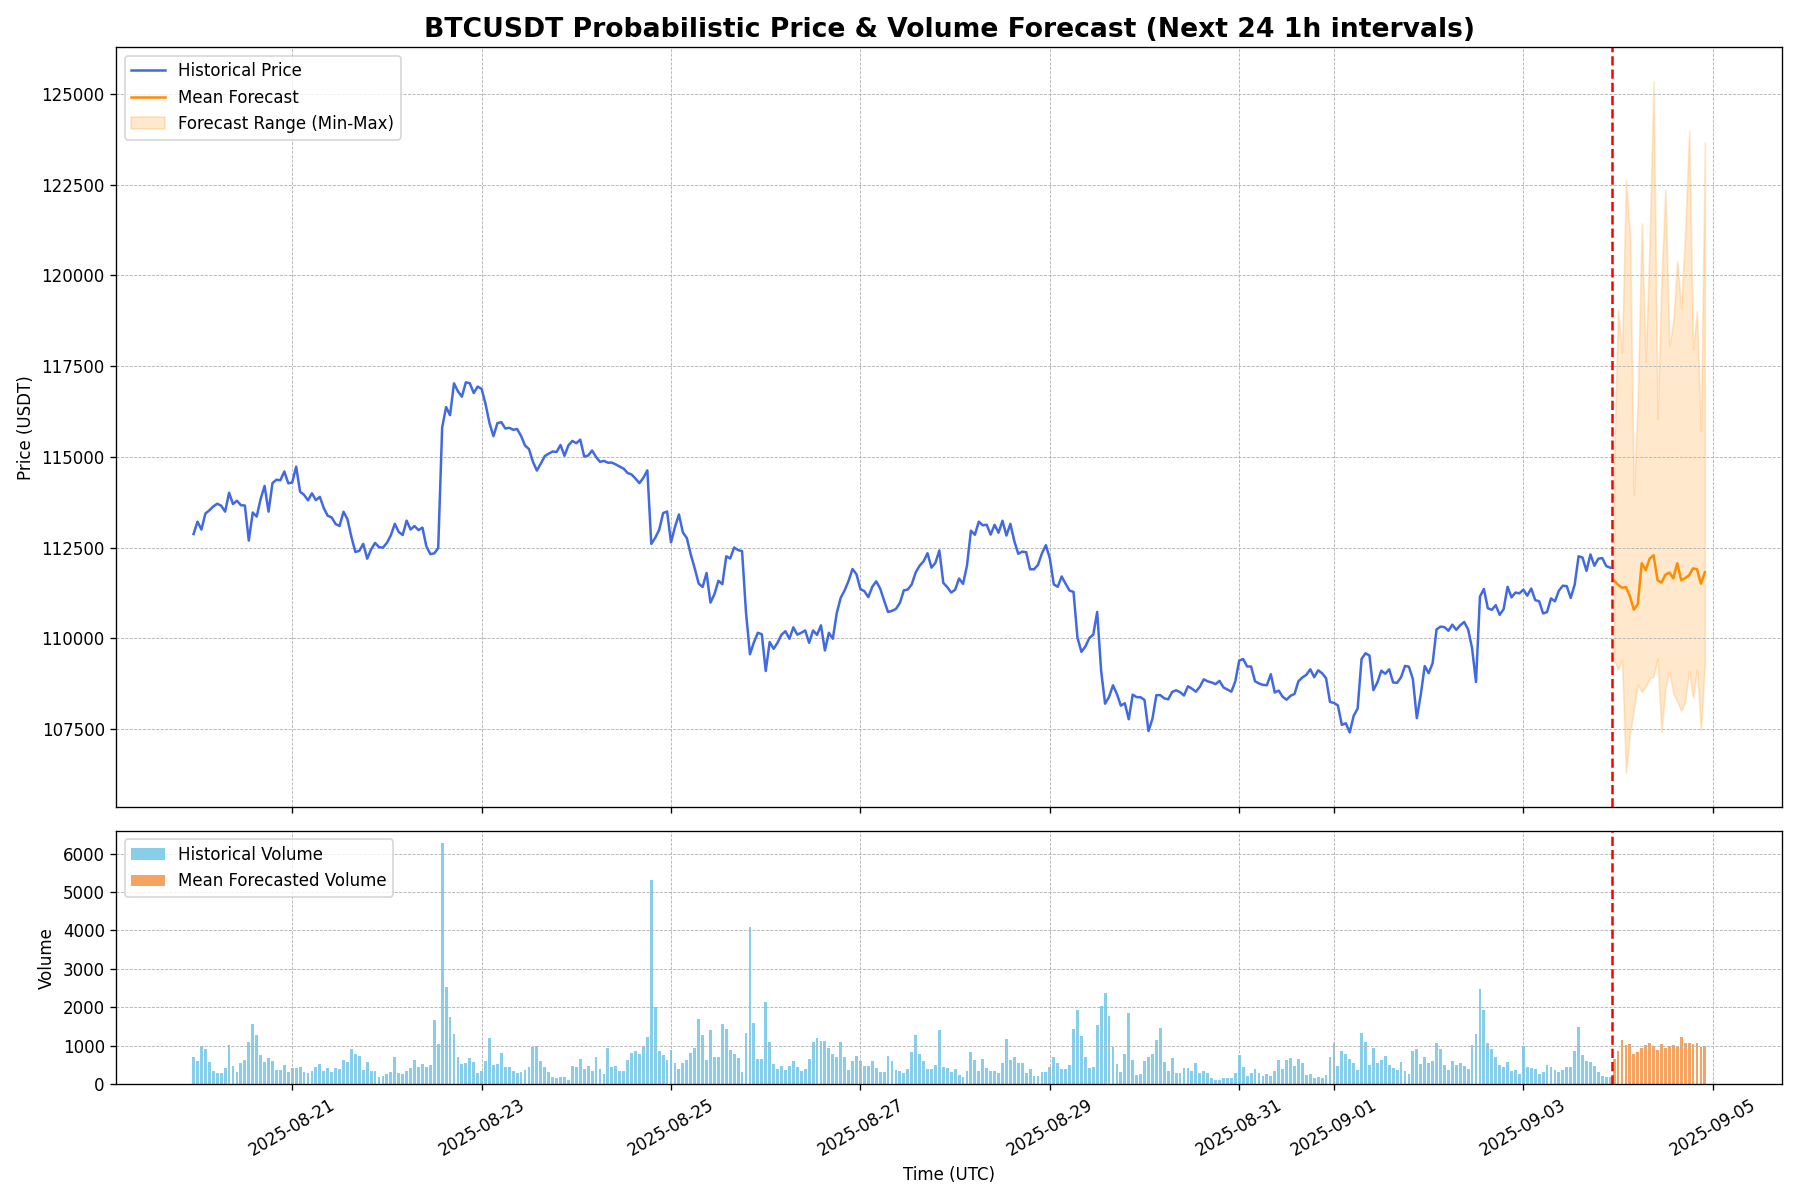 BTCUSDT Probabilistic Price & Volume Forecast (Next 24 1h intervals)
Historical Price
Mean Forecast
Forecast Range (Min-Max)
Price (USDT)
125000
122500
120000
117500
115000
112500
110000
107500
Historical Volume
Mean Forecasted Volume
Volume
6000
5000
4000
3000
2000
1000
0
2025-08-21
2025-08-23
2025-08-25
2025-08-27
2025-08-29
2025-08-31
2025-09-01
2025-09-03
2025-09-05
Time (UTC)